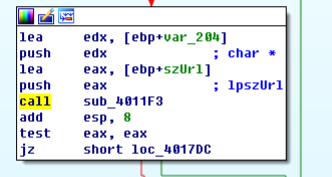 lea     edx, [ebp+var_204]
push    edx             ; char *
lea     eax, [ebp+szUrl]
push    eax             ; lpszUrl
call    sub_4011F3
add     esp, 8
test    eax, eax
jz      short loc_4017DC